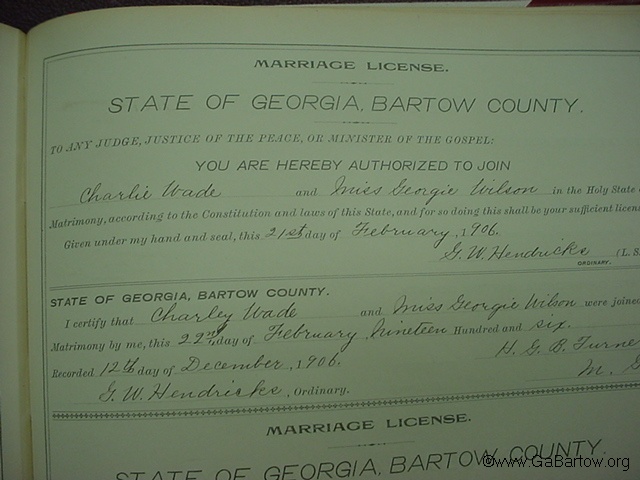 MARRIAGE LICENSE.
STATE OF GEORGIA, BARTOW COUNTY.
TO ANY JUDGE, JUSTICE OF THE PEACE, OR MINISTER OF THE GOSPEL:
YOU ARE HEREBY AUTHORIZED TO JOIN
Charlie Wade and Miss Georgie Wilson in the Holy State
Matrimony, according to the Constitution and laws of this State, and for so doing this shall be your sufficient
Given under my hand and seal, this 21st day of February, 1906.
G. W. Hendricks (L. S.
ORDINARY.
STATE OF GEORGIA, BARTOW COUNTY.
I certify that Charley Wade and Miss Georgie Wilson were joined
Matrimony by me, this 22nd day of February Nineteen Hundred and six.
Recorded 12th day of December, 1906. H. G. B. Turne
G. W. Hendricks, Ordinary. M. G
MARRIAGE LICENSE.
STATE OF GEORGIA, BARTOW COUNTY.
©www.GaBartow.org